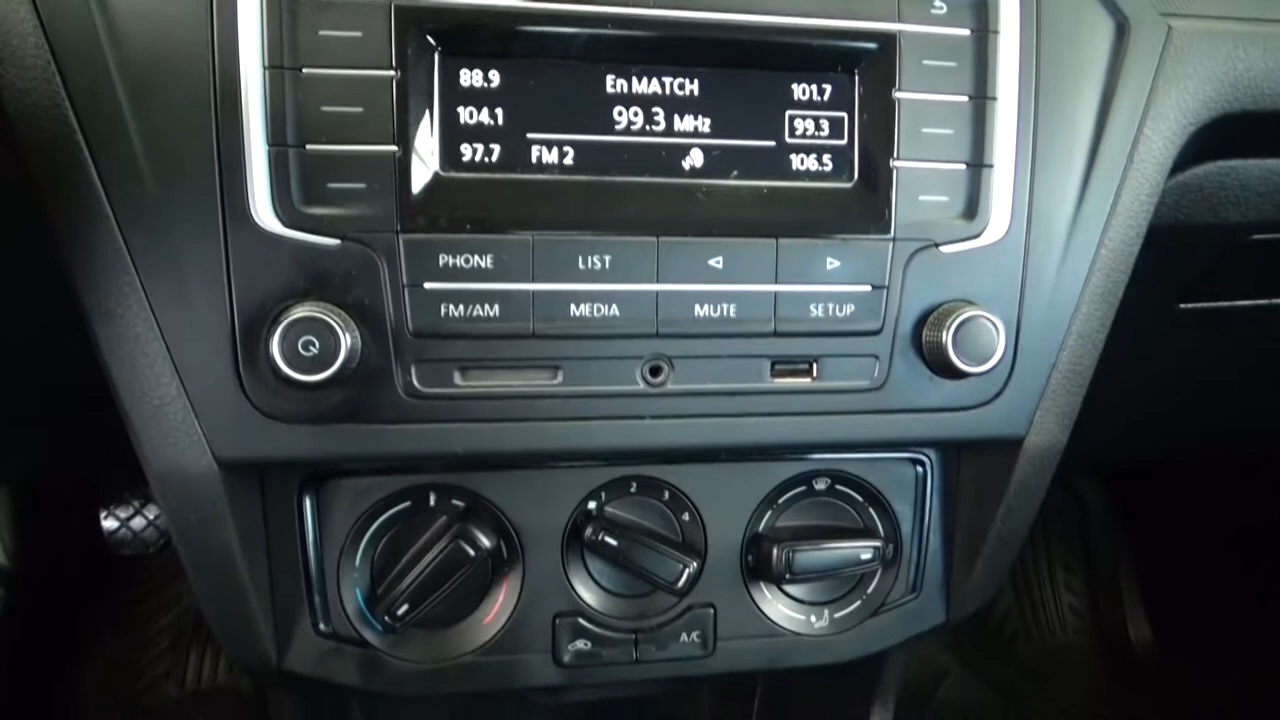 88.9
En MATCH
101.7
104.1
99.3 MHz
99.3
97.7
FM 2
106.5
PHONE
LIST
FM/AM
MEDIA
MUTE
SETUP
1
2
3
4
A/C